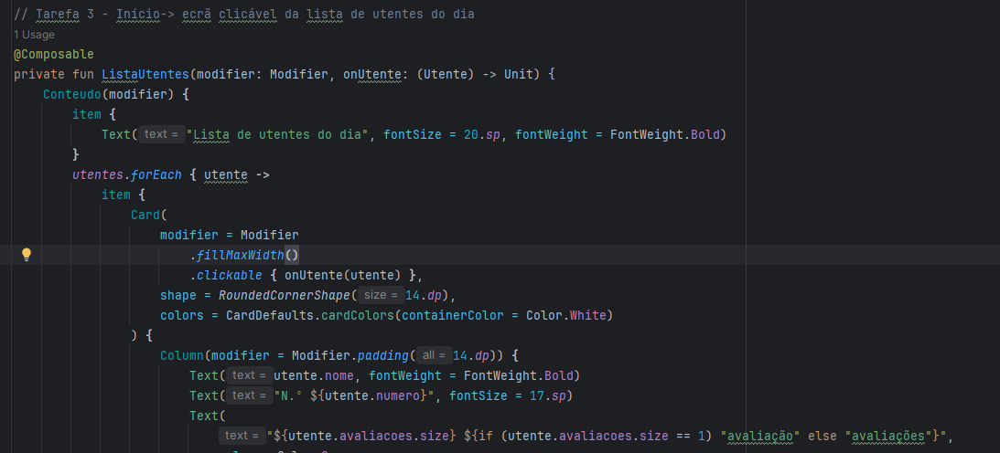 // Tarefa 3 - Início-> ecrã clicável da lista de utentes do dia
1 Usage
@Composable
private fun ListaUtentes(modifier: Modifier, onUtente: (Utente) -> Unit) {
Conteudo(modifier) {
item {
Text( text = "Lista de utentes do dia", fontSize = 20.sp, fontWeight = FontWeight.Bold)
}
utentes.forEach { utente ->
item {
Card(
modifier = Modifier
.fillMaxWidth()
.clickable { onUtente(utente) },
shape = RoundedCornerShape( size = 14.dp),
colors = CardDefaults.cardColors(containerColor = Color.White)
) {
Column(modifier = Modifier.padding( all = 14.dp)) {
Text( text = utente.nome, fontWeight = FontWeight.Bold)
Text( text = "N.º ${utente.numero}", fontSize = 17.sp)
Text(
text = "${utente.avaliacoes.size} ${if (utente.avaliacoes.size == 1) "avaliação" else "avaliações"}",